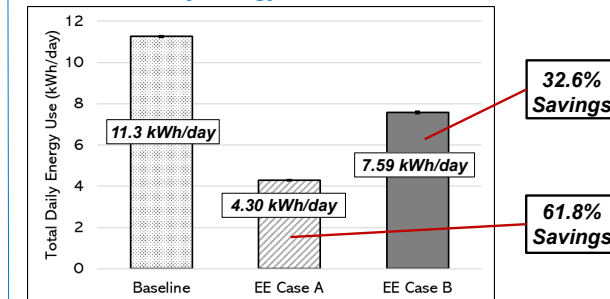 12
10
8
6
4
2
0
Total Daily Energy Use (kWh/day)
11.3 kWh/day
4.30 kWh/day
7.59 kWh/day
Baseline
EE Case A
EE Case B
32.6%
Savings
61.8%
Savings